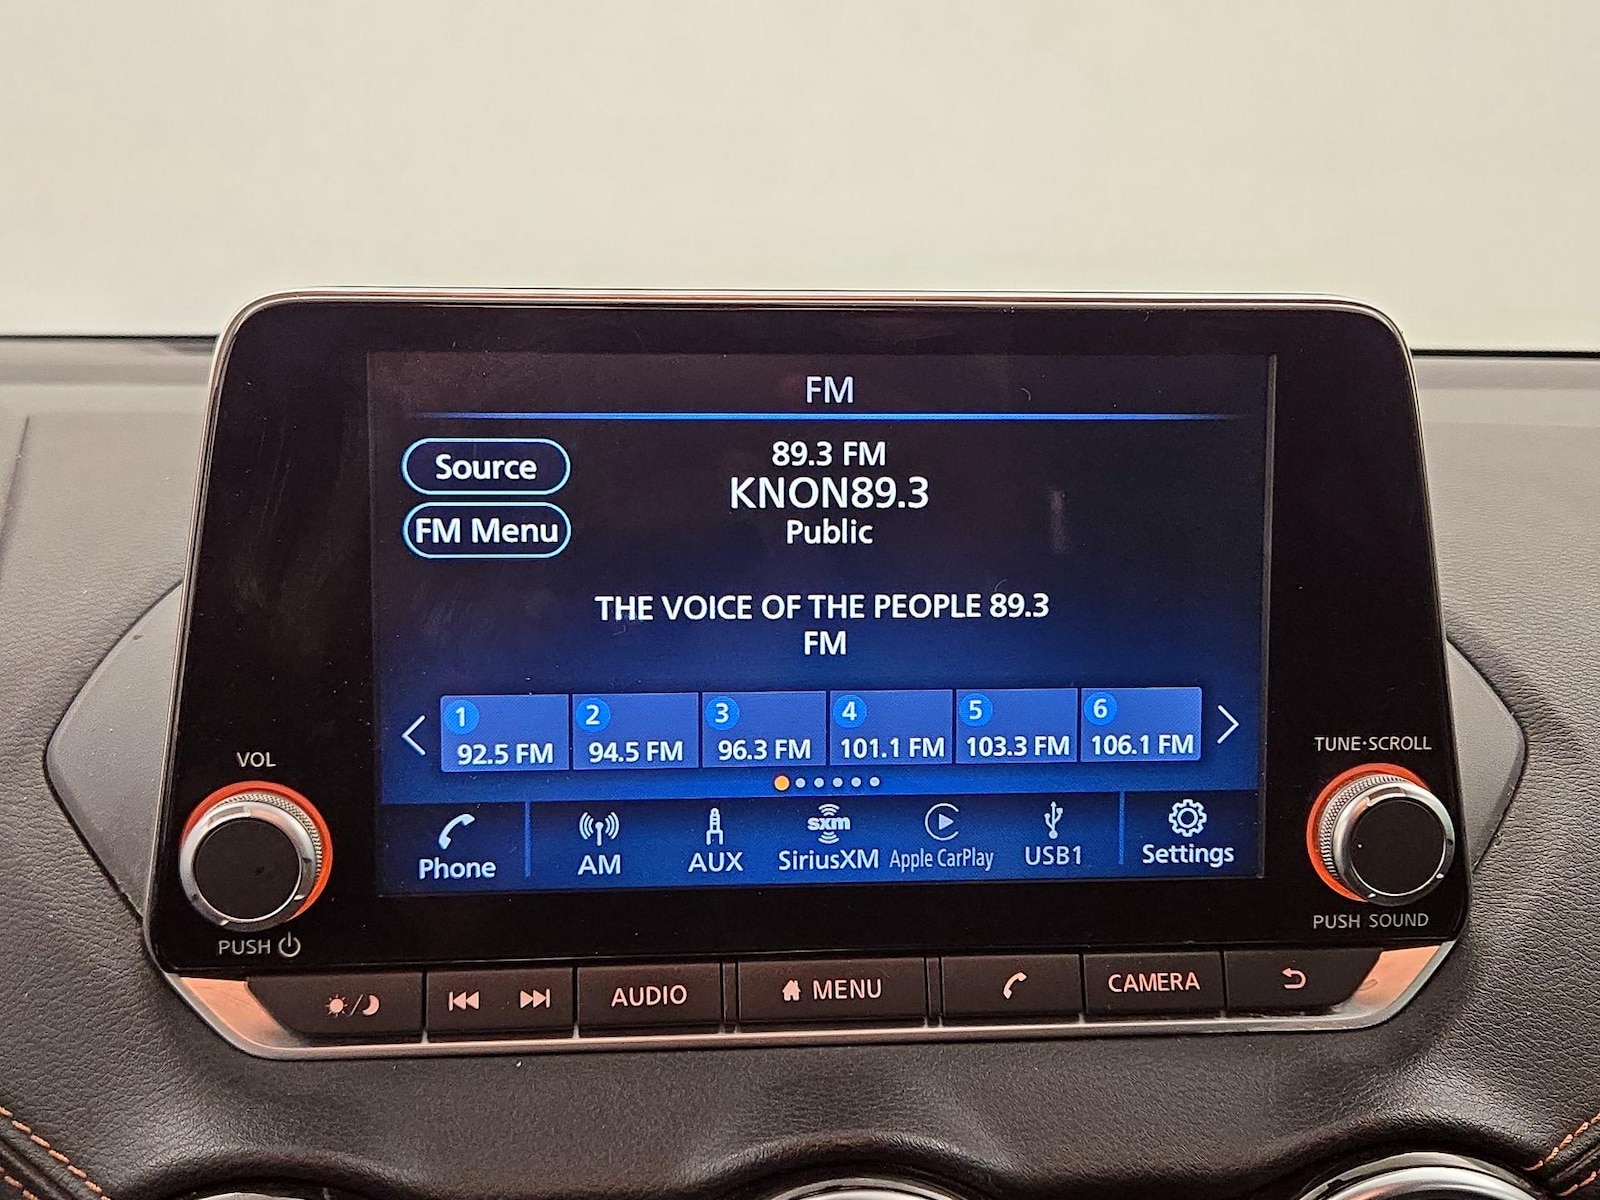 FM
Source
89.3 FM
KNON89.3
FM Menu
Public
THE VOICE OF THE PEOPLE 89.3
FM
1 2 3 4 5 6
92.5 FM 94.5 FM 96.3 FM 101.1 FM 103.3 FM 106.1 FM
VOL
TUNE·SCROLL
sxm
Phone AM AUX SiriusXM Apple CarPlay USB1 Settings
PUSH
PUSH SOUND
AUDIO MENU CAMERA